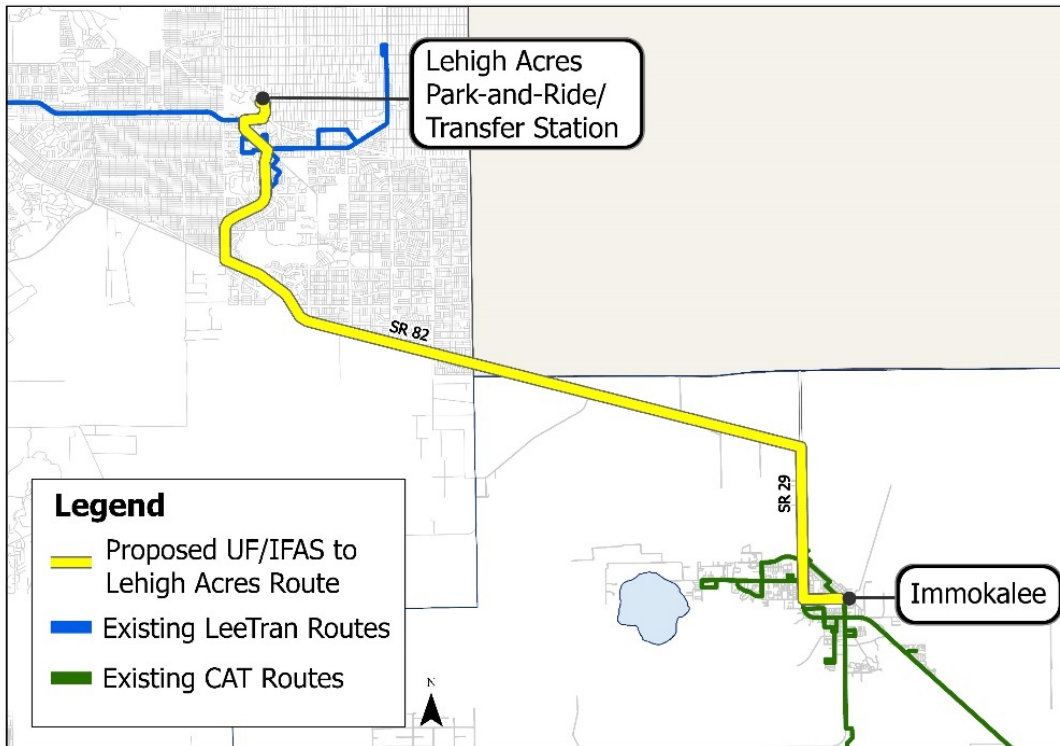 Lehigh Acres
Park-and-Ride/
Transfer Station
SR 82
SR 29
Immokalee
Legend
Proposed UF/IFAS to
Lehigh Acres Route
Existing LeeTran Routes
Existing CAT Routes
N